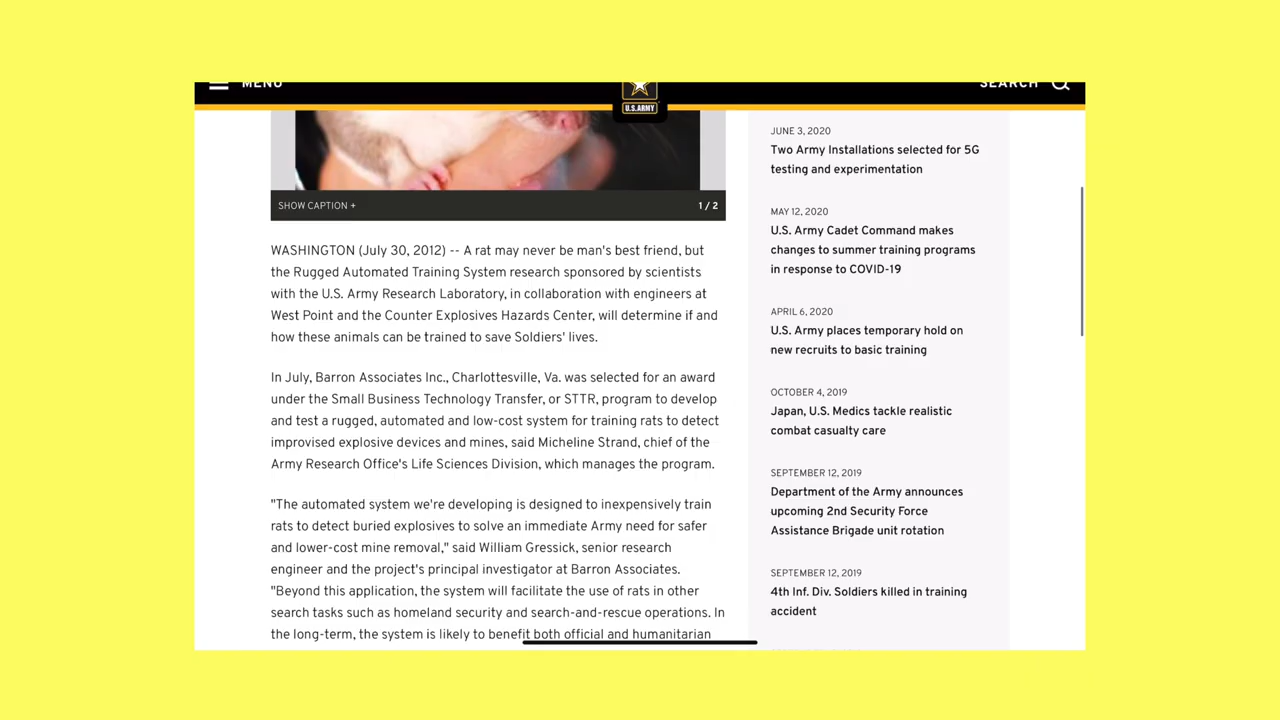 MENU
SEARCH
U.S.ARMY
SHOW CAPTION +
1 / 2
WASHINGTON (July 30, 2012) -- A rat may never be man's best friend, but
the Rugged Automated Training System research sponsored by scientists
with the U.S. Army Research Laboratory, in collaboration with engineers at
West Point and the Counter Explosives Hazards Center, will determine if and
how these animals can be trained to save Soldiers' lives.
In July, Barron Associates Inc., Charlottesville, Va. was selected for an award
under the Small Business Technology Transfer, or STTR, program to develop
and test a rugged, automated and low-cost system for training rats to detect
improvised explosive devices and mines, said Micheline Strand, chief of the
Army Research Office's Life Sciences Division, which manages the program.
"The automated system we're developing is designed to inexpensively train
rats to detect buried explosives to solve an immediate Army need for safer
and lower-cost mine removal," said William Gressick, senior research
engineer and the project's principal investigator at Barron Associates.
"Beyond this application, the system will facilitate the use of rats in other
search tasks such as homeland security and search-and-rescue operations. In
the long-term, the system is likely to benefit both official and humanitarian
JUNE 3, 2020
Two Army Installations selected for 5G
testing and experimentation
MAY 12, 2020
U.S. Army Cadet Command makes
changes to summer training programs
in response to COVID-19
APRIL 6, 2020
U.S. Army places temporary hold on
new recruits to basic training
OCTOBER 4, 2019
Japan, U.S. Medics tackle realistic
combat casualty care
SEPTEMBER 12, 2019
Department of the Army announces
upcoming 2nd Security Force
Assistance Brigade unit rotation
SEPTEMBER 12, 2019
4th Inf. Div. Soldiers killed in training
accident